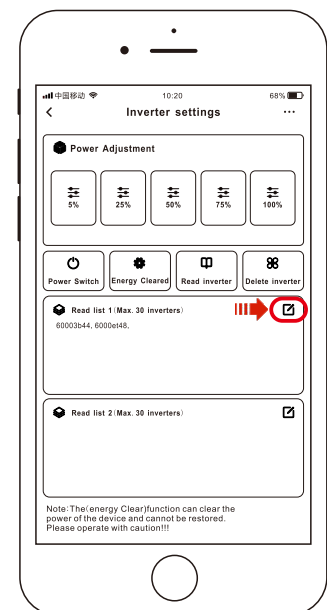 中国移动 10:20 68%
Inverter settings
Power Adjustment
5% 25% 50% 75% 100%
Power Switch Energy Cleared Read inverter Delete inverter
Read list 1(Max. 30 inverters)
60003b44, 6000et48,
Read list 2(Max. 30 inverters)
Note:The(energy Clear)function can clear the
power of the device and cannot be restored.
Please operate with caution!!!